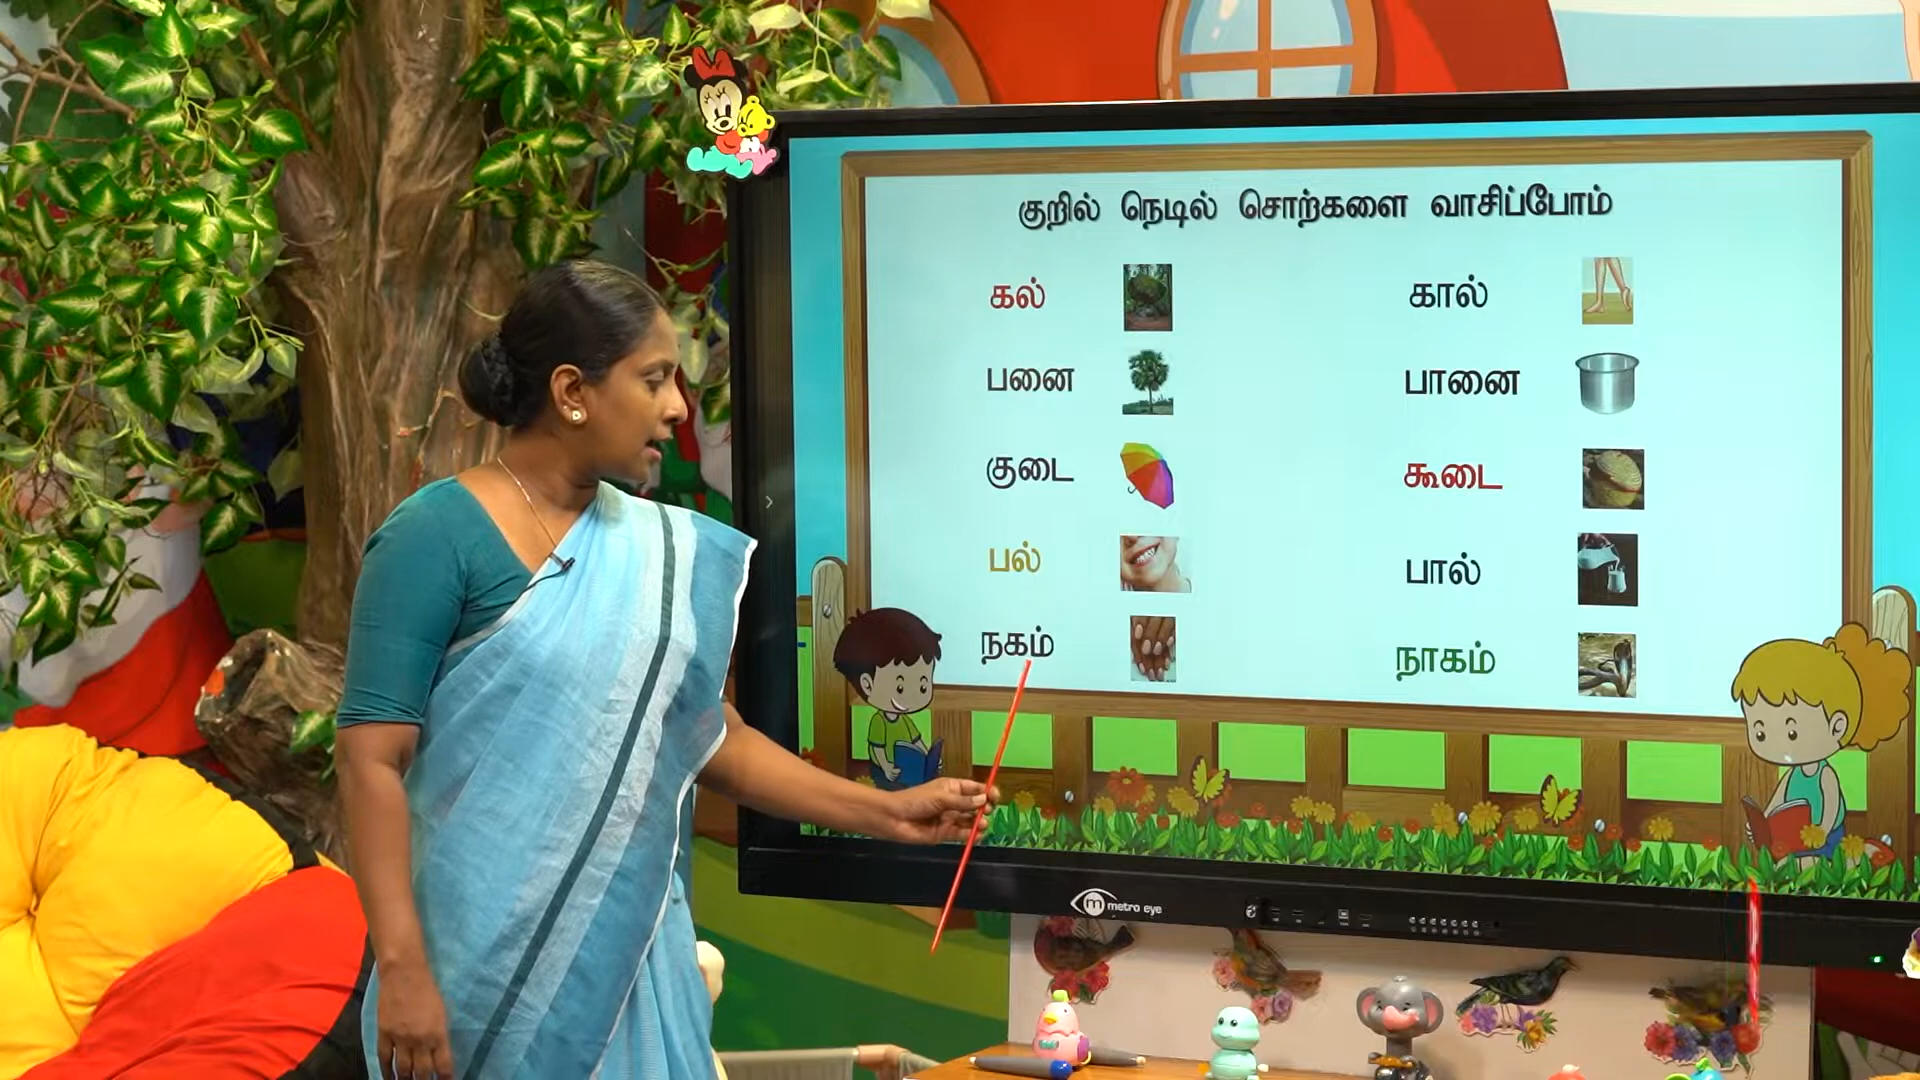 குறில் நெடில் சொற்களை வாசிப்போம்
கல் கால்
பனை பானை
குடை கூடை
பல் பால்
நகம் நாகம்
metro eye